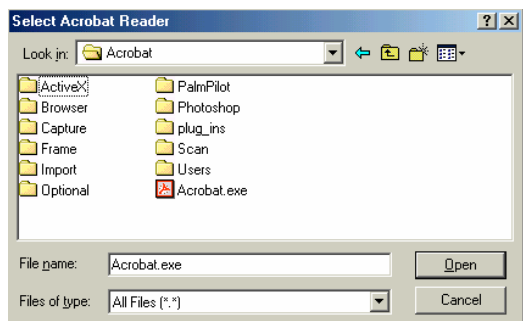 Select Acrobat Reader
Look in: Acrobat
ActiveX PalmPilot
Browser Photoshop
Capture plug_ins
Frame Scan
Import Users
Optional Acrobat.exe
File name: Acrobat.exe Open
Files of type: All Files (*.*) Cancel